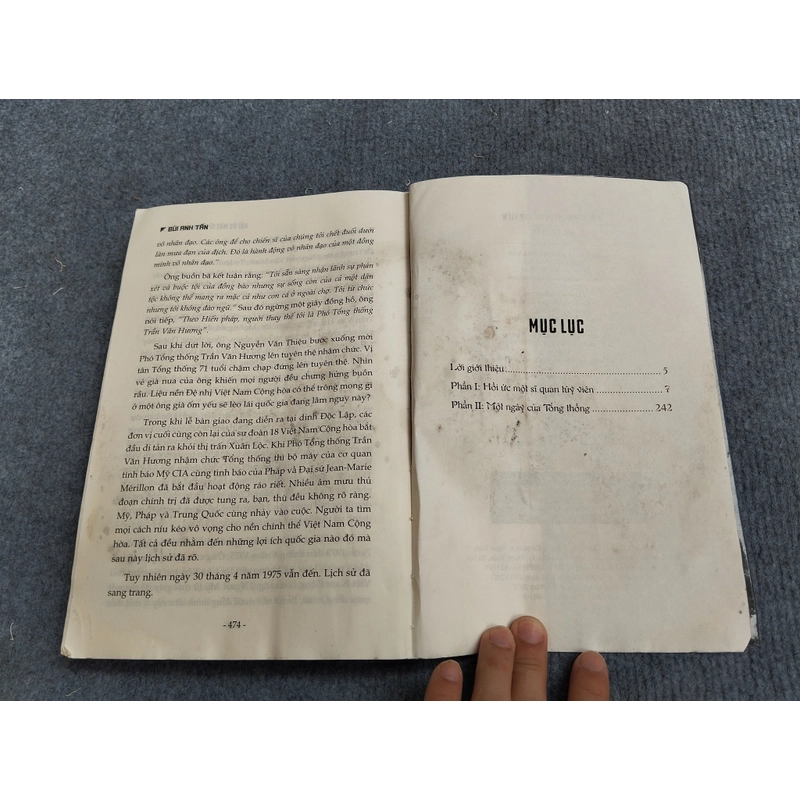 BÙI ANH TẤN
vô nhân đạo. Các ông để cho chiến sĩ của chúng tôi chết đuối dưới
làn mưa đạn của địch. Đó là hành động vô nhân đạo của một đồng
minh vô nhân đạo."
Ông buồn bã kết luận rằng: "Tôi sẵn sàng nhận lãnh sự phán
xét và buộc tội của đồng bào nhưng sự sống còn của cả một dân
tộc không thể mang ra mặc cả như con cá ở ngoài chợ. Tôi từ chức
nhưng tôi không đào ngũ." Sau đó ngừng một giây đồng hồ, ông
nói tiếp, "Theo Hiến pháp, người thay thế tôi là Phó Tổng thống
Trần Văn Hương".
Sau khi dứt lời, ông Nguyễn Văn Thiệu bước xuống mời
Phó Tổng thống Trần Văn Hương lên tuyên thệ nhậm chức. Vị
tân Tổng thống 71 tuổi chậm chạp đứng lên tuyên thệ. Nhìn
vẻ già nua của ông khiến mọi người đều chưng hửng buồn
rầu. Liệu nền Đệ nhị Việt Nam Cộng hòa có thể trông mong gì
ở một ông già ốm yếu sẽ lèo lái quốc gia đang lâm nguy này?
Trong khi lễ bàn giao đang diễn ra tại dinh Độc Lập, các
đơn vị cuối cùng còn lại của sư đoàn 18 Việt Nam Cộng hòa bắt
đầu di tản ra khỏi thị trấn Xuân Lộc. Khi Phó Tổng thống Trần
Văn Hương nhậm chức Tổng thống thì bộ máy của cơ quan
tình báo Mỹ CIA cùng tình báo của Pháp và Đại sứ Jean-Marie
Mérillon đã bắt đầu hoạt động ráo riết. Nhiều âm mưu thủ
đoạn chính trị đã được tung ra, bạn, thù đều không rõ ràng.
Mỹ, Pháp và Trung Quốc cùng nhảy vào cuộc. Người ta tìm
mọi cách níu kéo vô vọng cho nền chính thể Việt Nam Cộng
hòa. Tất cả đều nhắm đến những lợi ích quốc gia nào đó mà
sau này lịch sử đã rõ.
Tuy nhiên ngày 30 tháng 4 năm 1975 vẫn đến. Lịch sử đã
sang trang.
- 474 -
MỤC LỤC
Lời giới thiệu 5
Phần I: Hồi ức một sĩ quan tùy viên 7
Phần II: Một ngày của Tổng thống 242